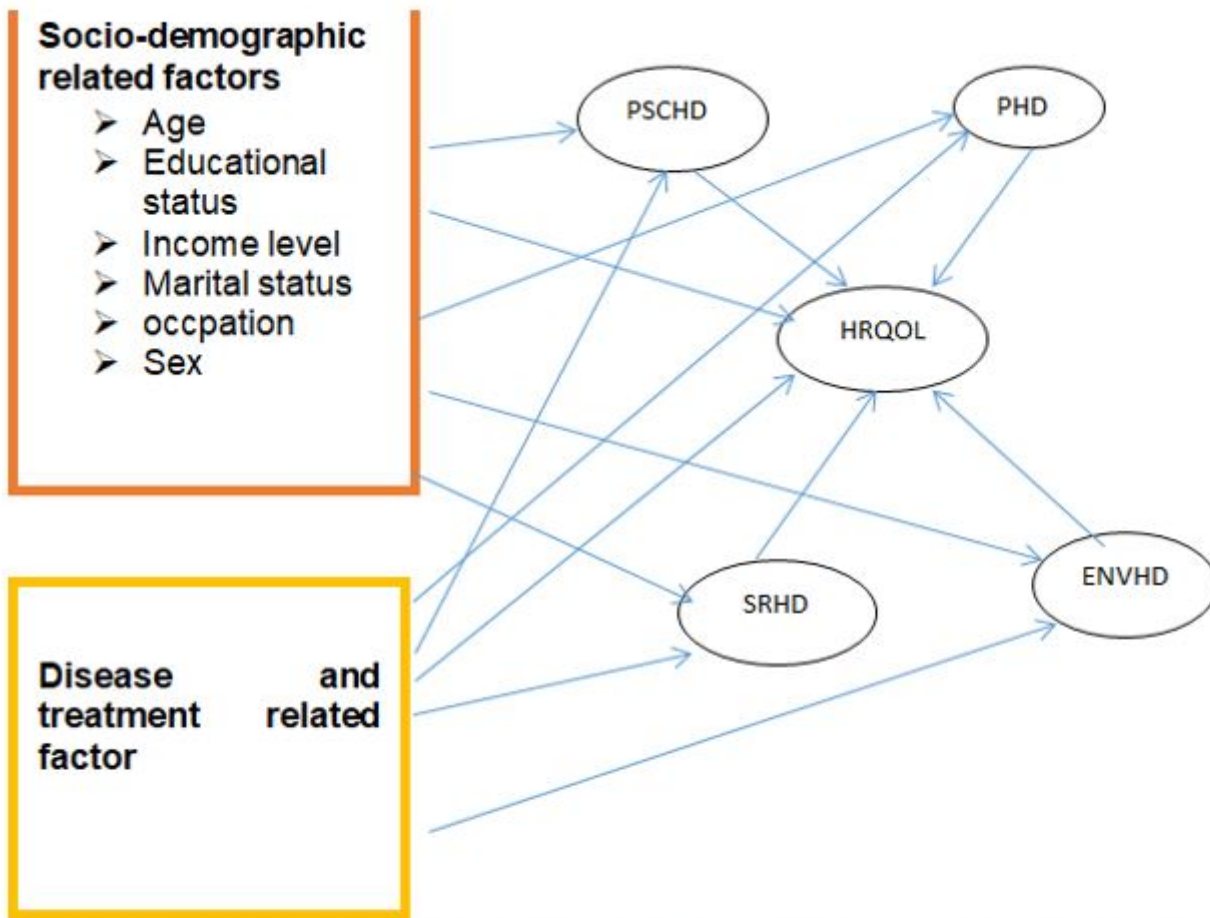 Socio-demographic
related factors
➢ Age
➢ Educational
status
➢ Income level
➢ Marital status
➢ occpation
➢ Sex
PSCHD
PHD
HRQOL
SRHD
ENVHD
Disease and
treatment related
factor